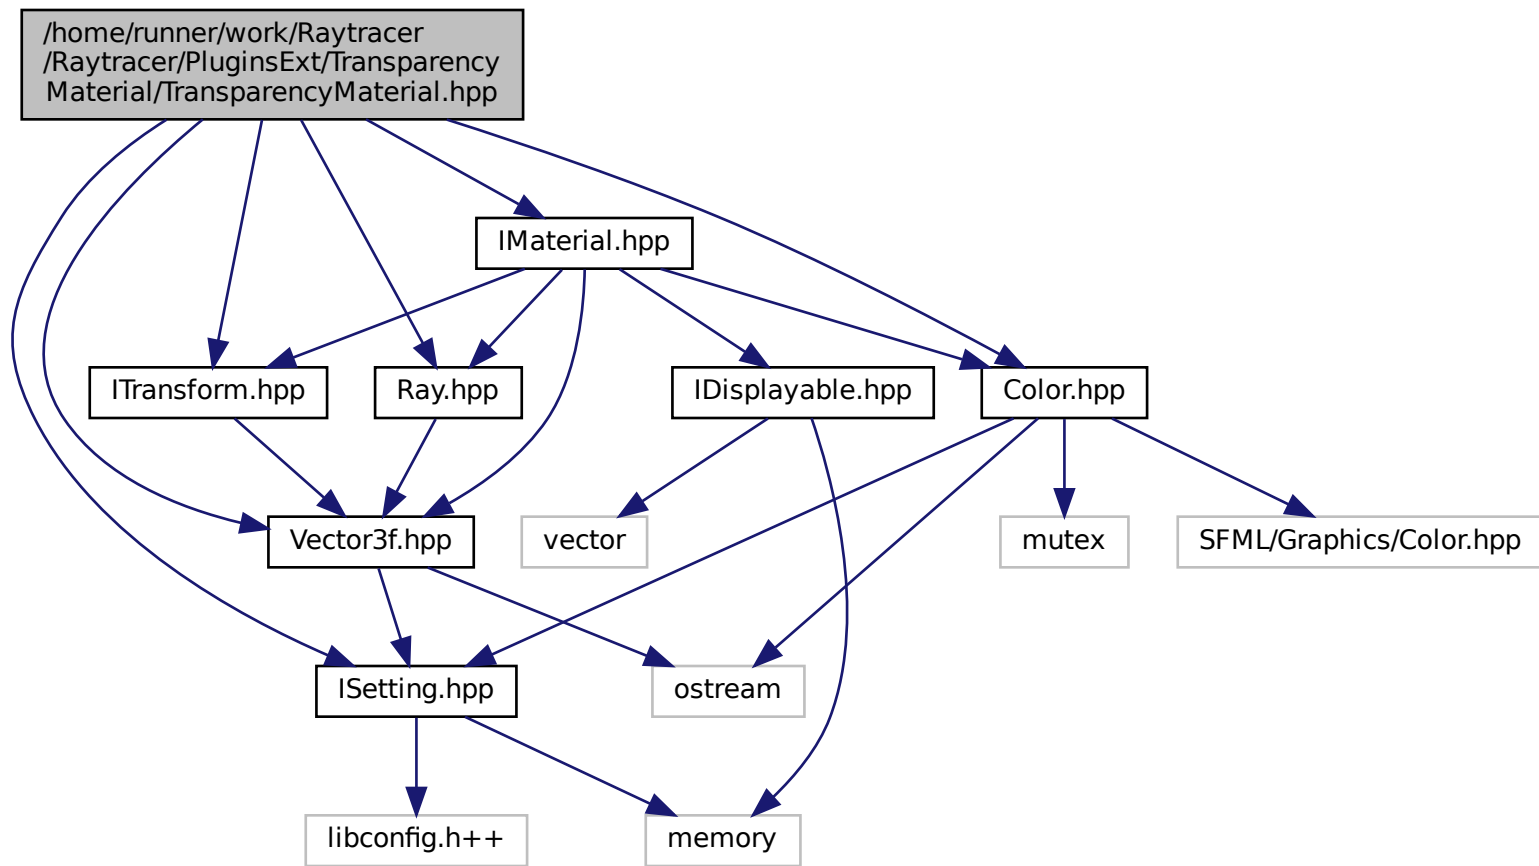 /home/runner/work/Raytracer
/Raytracer/PluginsExt/Transparency
Material/TransparencyMaterial.hpp
IMaterial.hpp
ITransform.hpp
Ray.hpp
IDisplayable.hpp
Color.hpp
Vector3f.hpp
vector
mutex
SFML/Graphics/Color.hpp
ISetting.hpp
ostream
libconfig.h++
memory